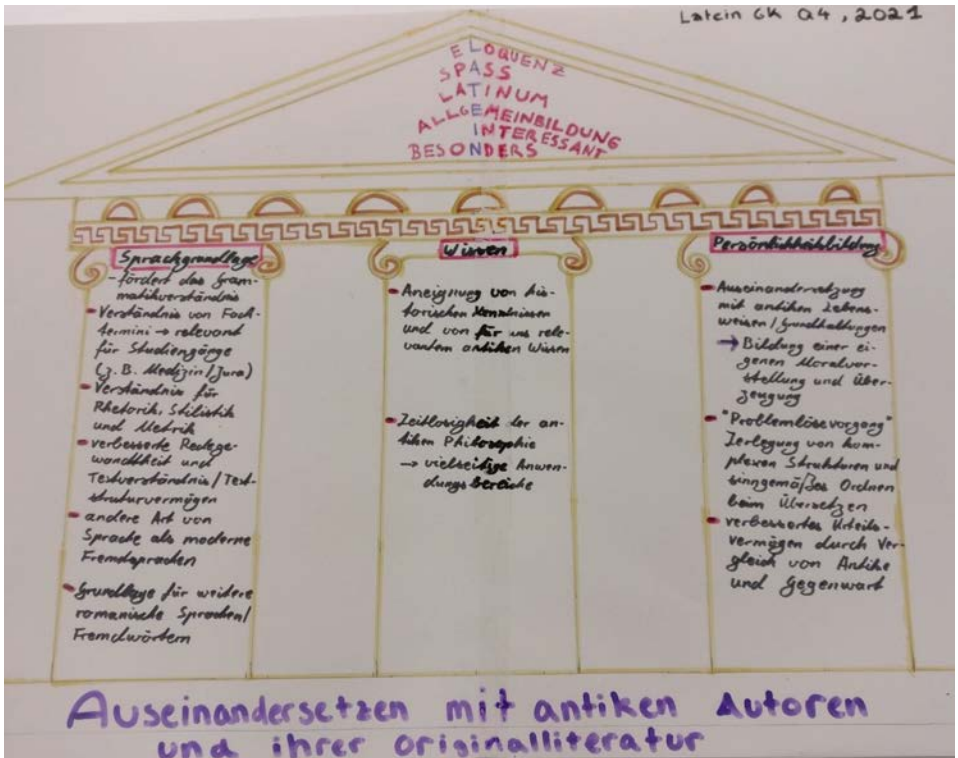 Latein GK Q4, 2021
ELOQUENZ
SPASS
LATINUM
ALLGEMEINBILDUNG
INTERESSANT
BESONDERS
Sprachgrundlage
- fördert das Gram-
matikverständnis
- Verständnis von Fach-
termini → relevant
für Studiengänge
(z. B. Medizin/Jura)
- Verständnis für
Rhetorik, Stilistik
und Metrik
- verbesserte Redege-
wandtheit und
Textverständnis/Text-
struturvermögen
- andere Art von
Sprache als moderne
Fremdsprachen
- Grundlage für weitere
romanische Sprachen/
Fremdwörtern
Wissen
- Aneignung von his-
torischen Kenntnissen
und von für uns rele-
vantem antiken Wissen
- Zeitlosigkeit der an-
tiken Philosophie
→ vielseitige Anwen-
dungsbereiche
Persönlichkeitsbildung
- Auseinandersetzung
mit antiken Lebens-
weisen/Grundhaltungen
→ Bildung einer ei-
genen Moralvor-
stellung und Über-
zeugung
- "Problemlösevorgang"
Zerlegung von kom-
plexen Strukturen und
sinngemäßes Ordnen
beim Übersetzen
- verbessertes Urteils-
vermögen durch Ver-
gleich von Antike
und Gegenwart
Auseinandersetzen mit antiken Autoren
und ihrer Originalliteratur